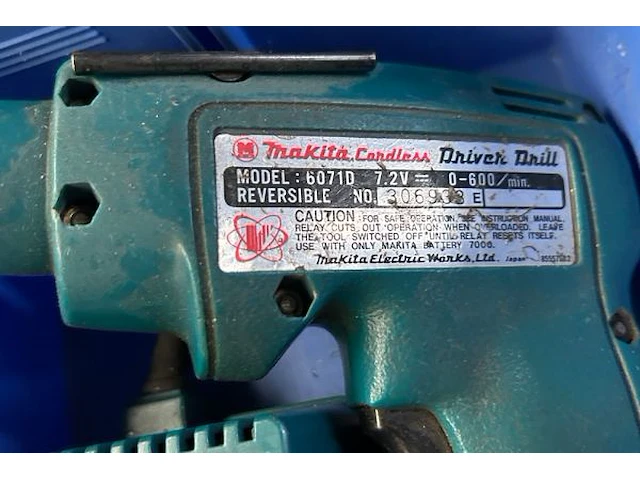 M makita Cordless Driver Drill
MODEL: 6071D 7.2V 0-600/min.
REVERSIBLE NO. 306933 E
CAUTION FOR SAFE OPERATION, SEE INSTRUCTION MANUAL.
RELAY CUTS OUT OPERATION WHEN OVERLOADED. LEAVE
THE TOOL SWITCHED OFF UNTIL RELAY RESETS ITSELF.
USE WITH ONLY MAKITA BATTERY 7000.
Makita Electric Works, Ltd. Japan